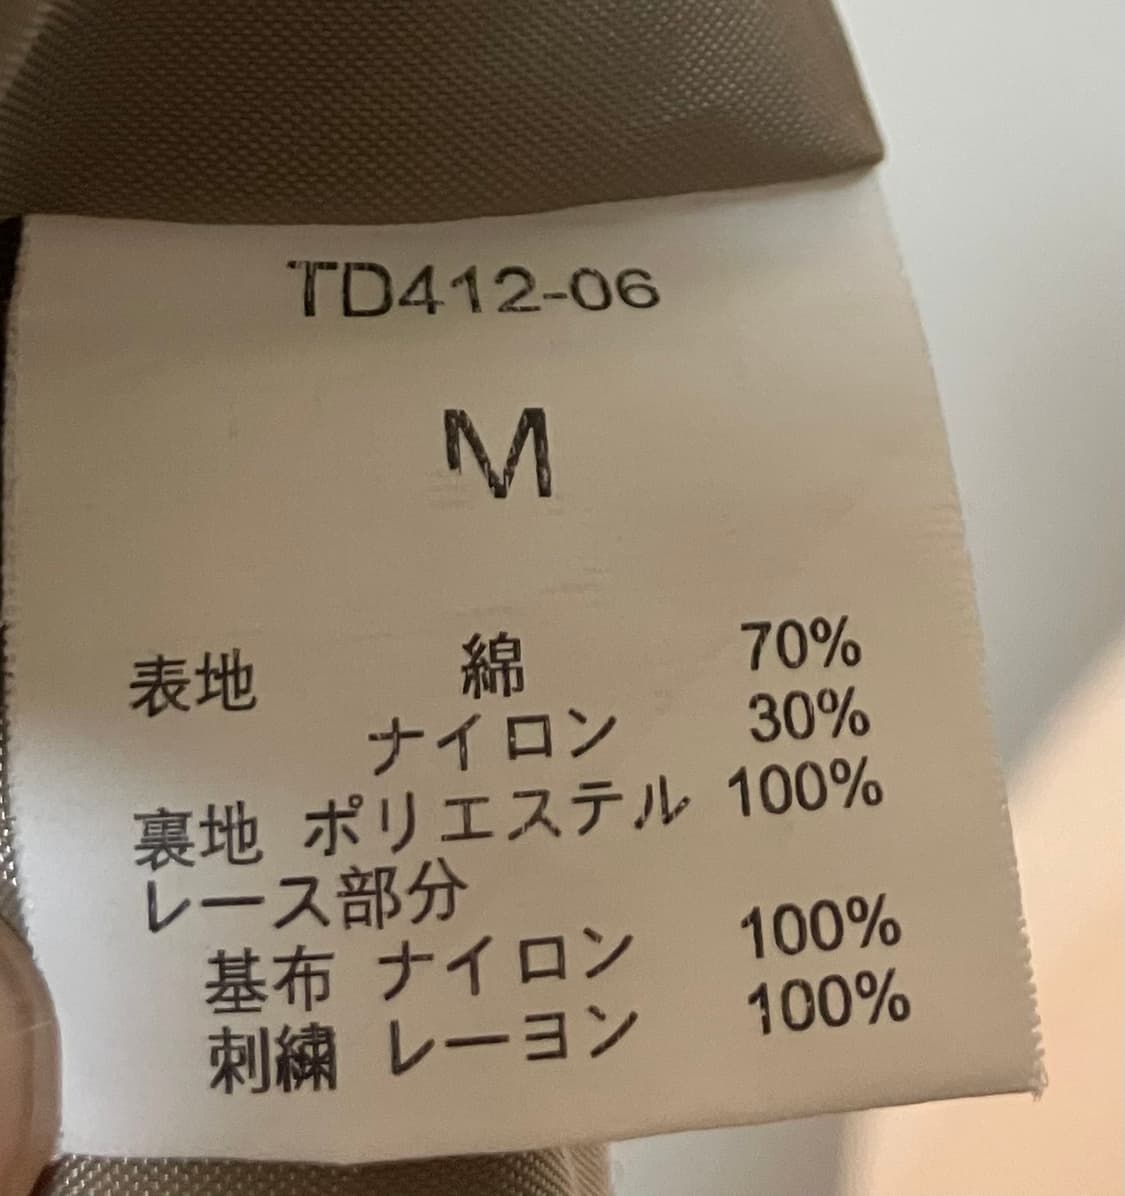 TD412-06
M
表地 綿 70%
ナイロン 30%
裏地 ポリエステル 100%
レース部分
基布 ナイロン 100%
刺繍 レーヨン 100%